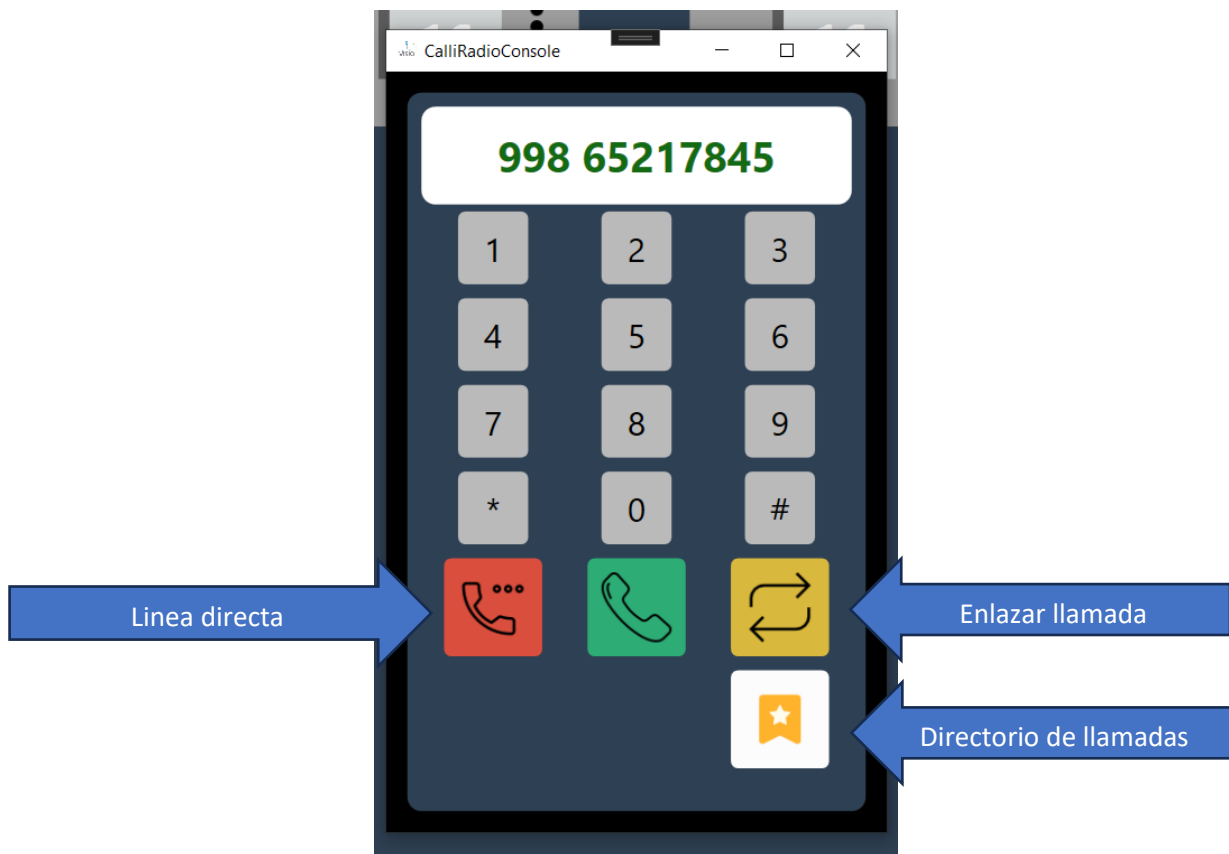 CalliRadioConsole
998 65217845
1 2 3
4 5 6
7 8 9
* 0 #
Linea directa
Enlazar llamada
Directorio de llamadas